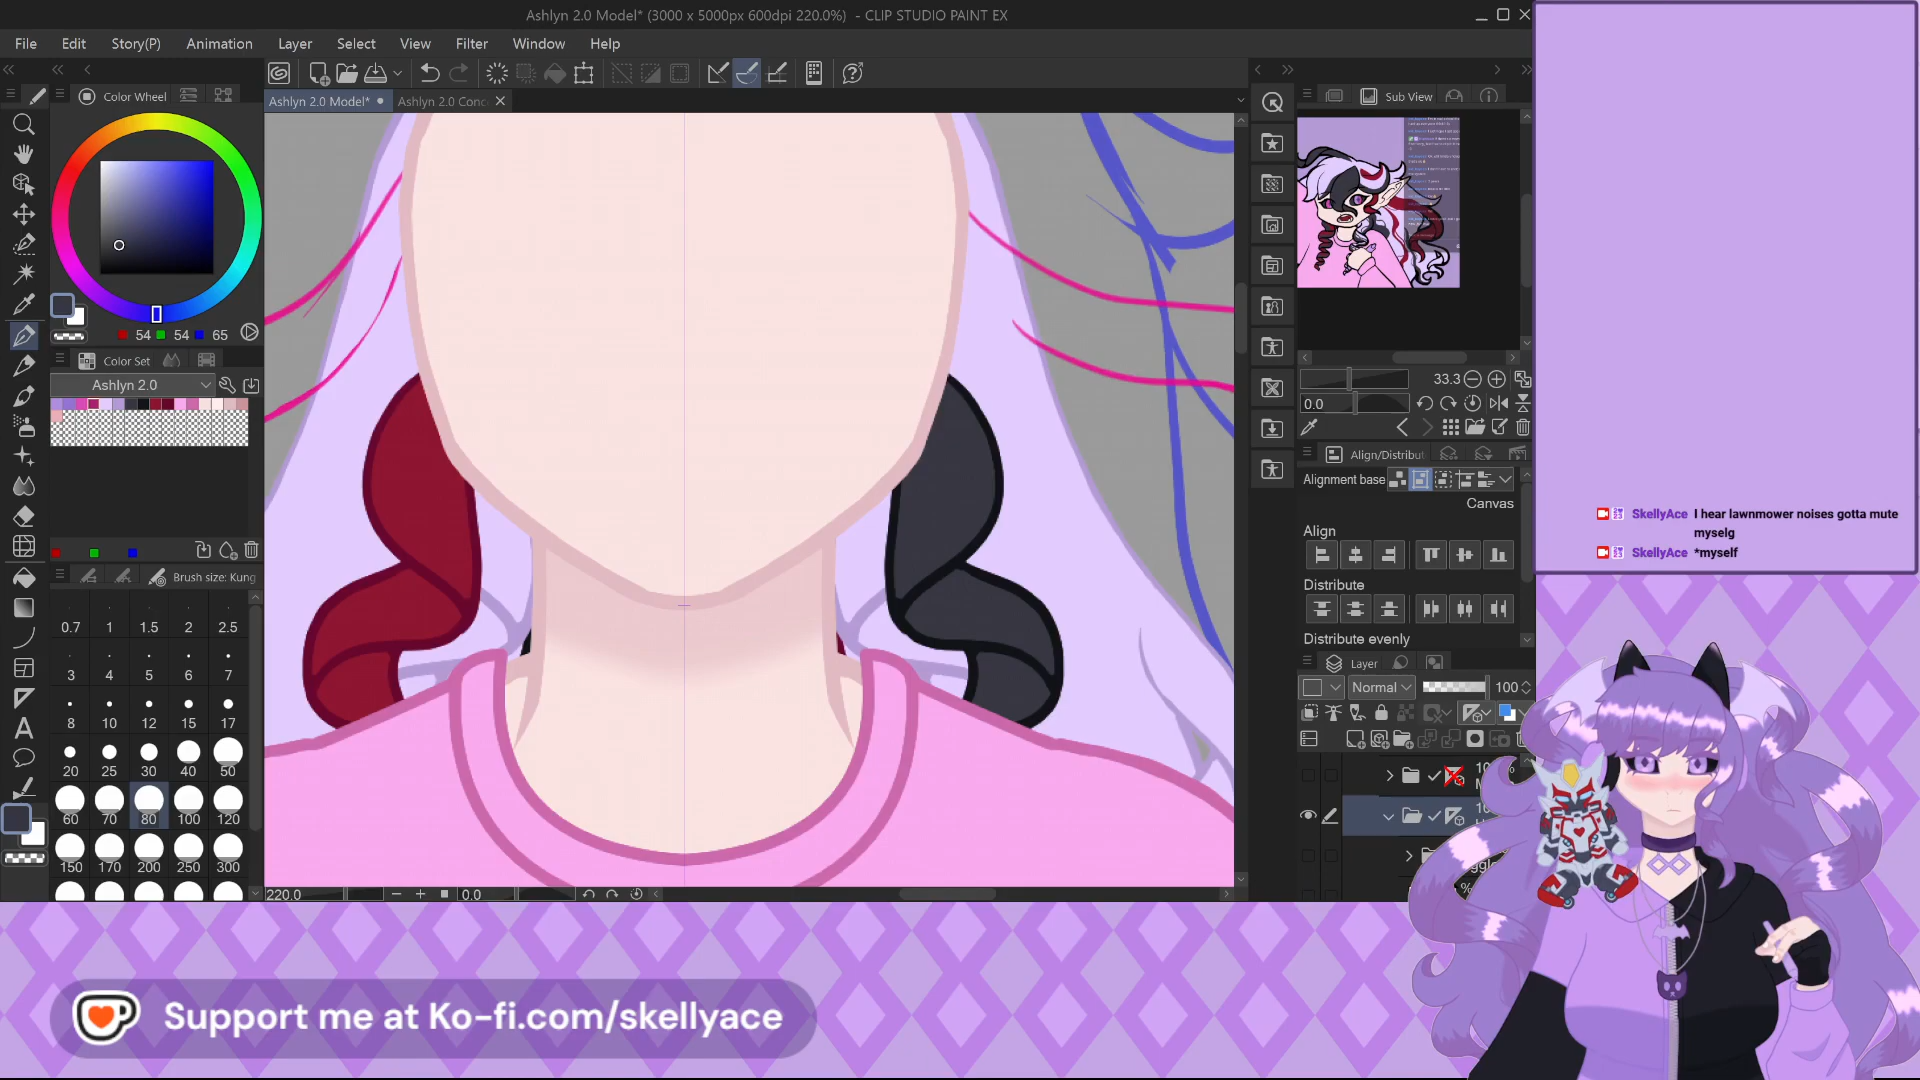 Ashlyn 2.0 Model* (3000 x 5000px 600dpi 220.0%) - CLIP STUDIO PAINT EX
File Edit Story(P) Animation Layer Select View Filter Window Help
Color Wheel
Ashlyn 2.0 Model* Ashlyn 2.0 Conc
Sub View
54 54 65
Color Set
Ashlyn 2.0
33.3
0.0
Align/Distribut
Alignment base
Canvas
Align
Distribute
Distribute evenly
Brush size: Kung
0.7 1 1.5 2 2.5
3 4 5 6 7
8 10 12 15 17
20 25 30 40 50
60 70 80 100 120
150 170 200 250 300
Layer
Normal 100
220.0 0.0
SkellyAce I hear lawnmower noises gotta mute
myselg
SkellyAce *myself
Support me at Ko-fi.com/skellyace